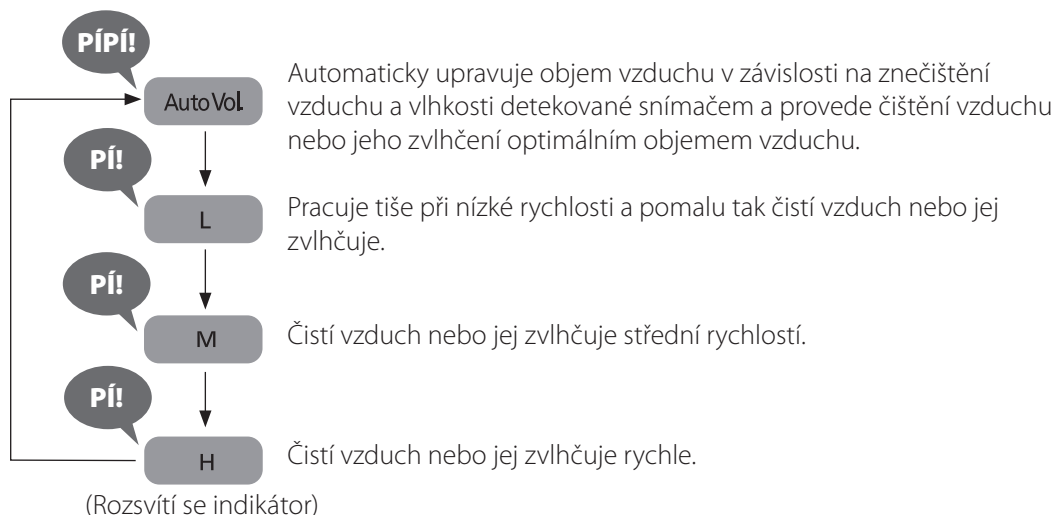 PÍPÍ!
Auto Vol.
Automaticky upravuje objem vzduchu v závislosti na znečištění
vzduchu a vlhkosti detekované snímačem a provede čištění vzduchu
nebo jeho zvlhčení optimálním objemem vzduchu.
PÍ!
L
Pracuje tiše při nízké rychlosti a pomalu tak čistí vzduch nebo jej
zvlhčuje.
PÍ!
M
Čistí vzduch nebo jej zvlhčuje střední rychlostí.
PÍ!
H
Čistí vzduch nebo jej zvlhčuje rychle.
(Rozsvítí se indikátor)